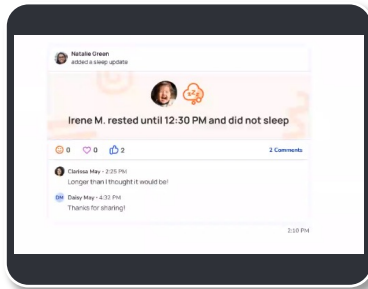 Natalie Green
added a sleep update
Irene M. rested until 12:30 PM and did not sleep
0 0 2 2 Comments
Clarissa May • 2:25 PM
Longer than I thought it would be!
DM Daisy May • 4:32 PM
Thanks for sharing!
2:10 PM